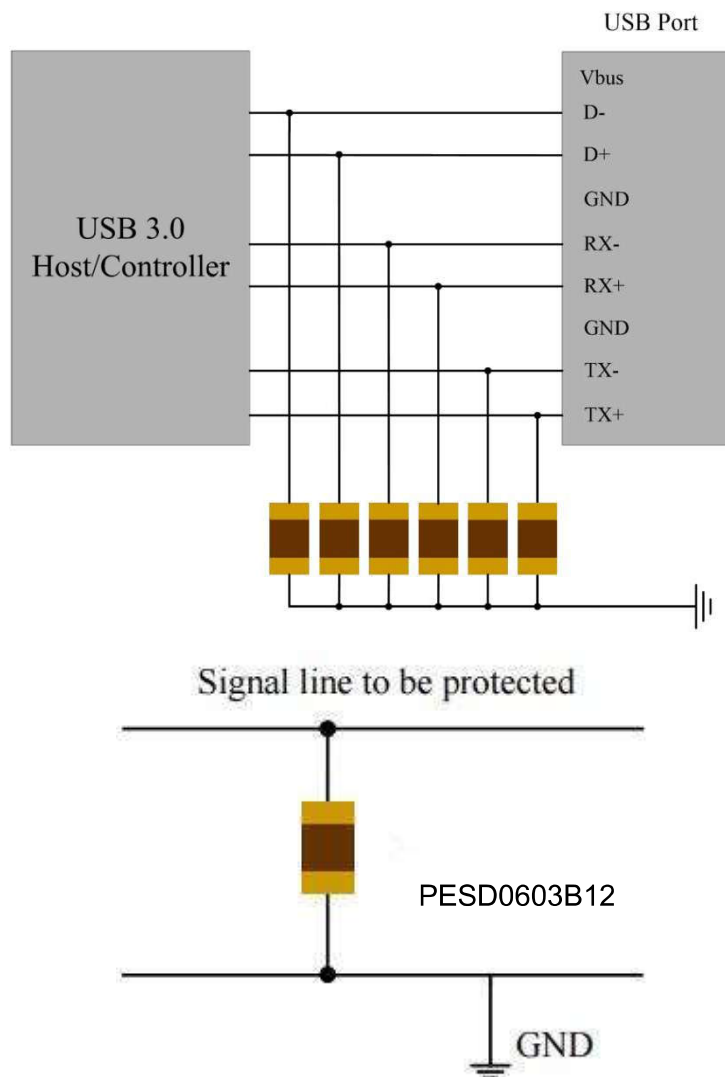 USB Port
Vbus
D-
D+
GND
USB 3.0
Host/Controller
RX-
RX+
GND
TX-
TX+
Signal line to be protected
PESD0603B12
GND